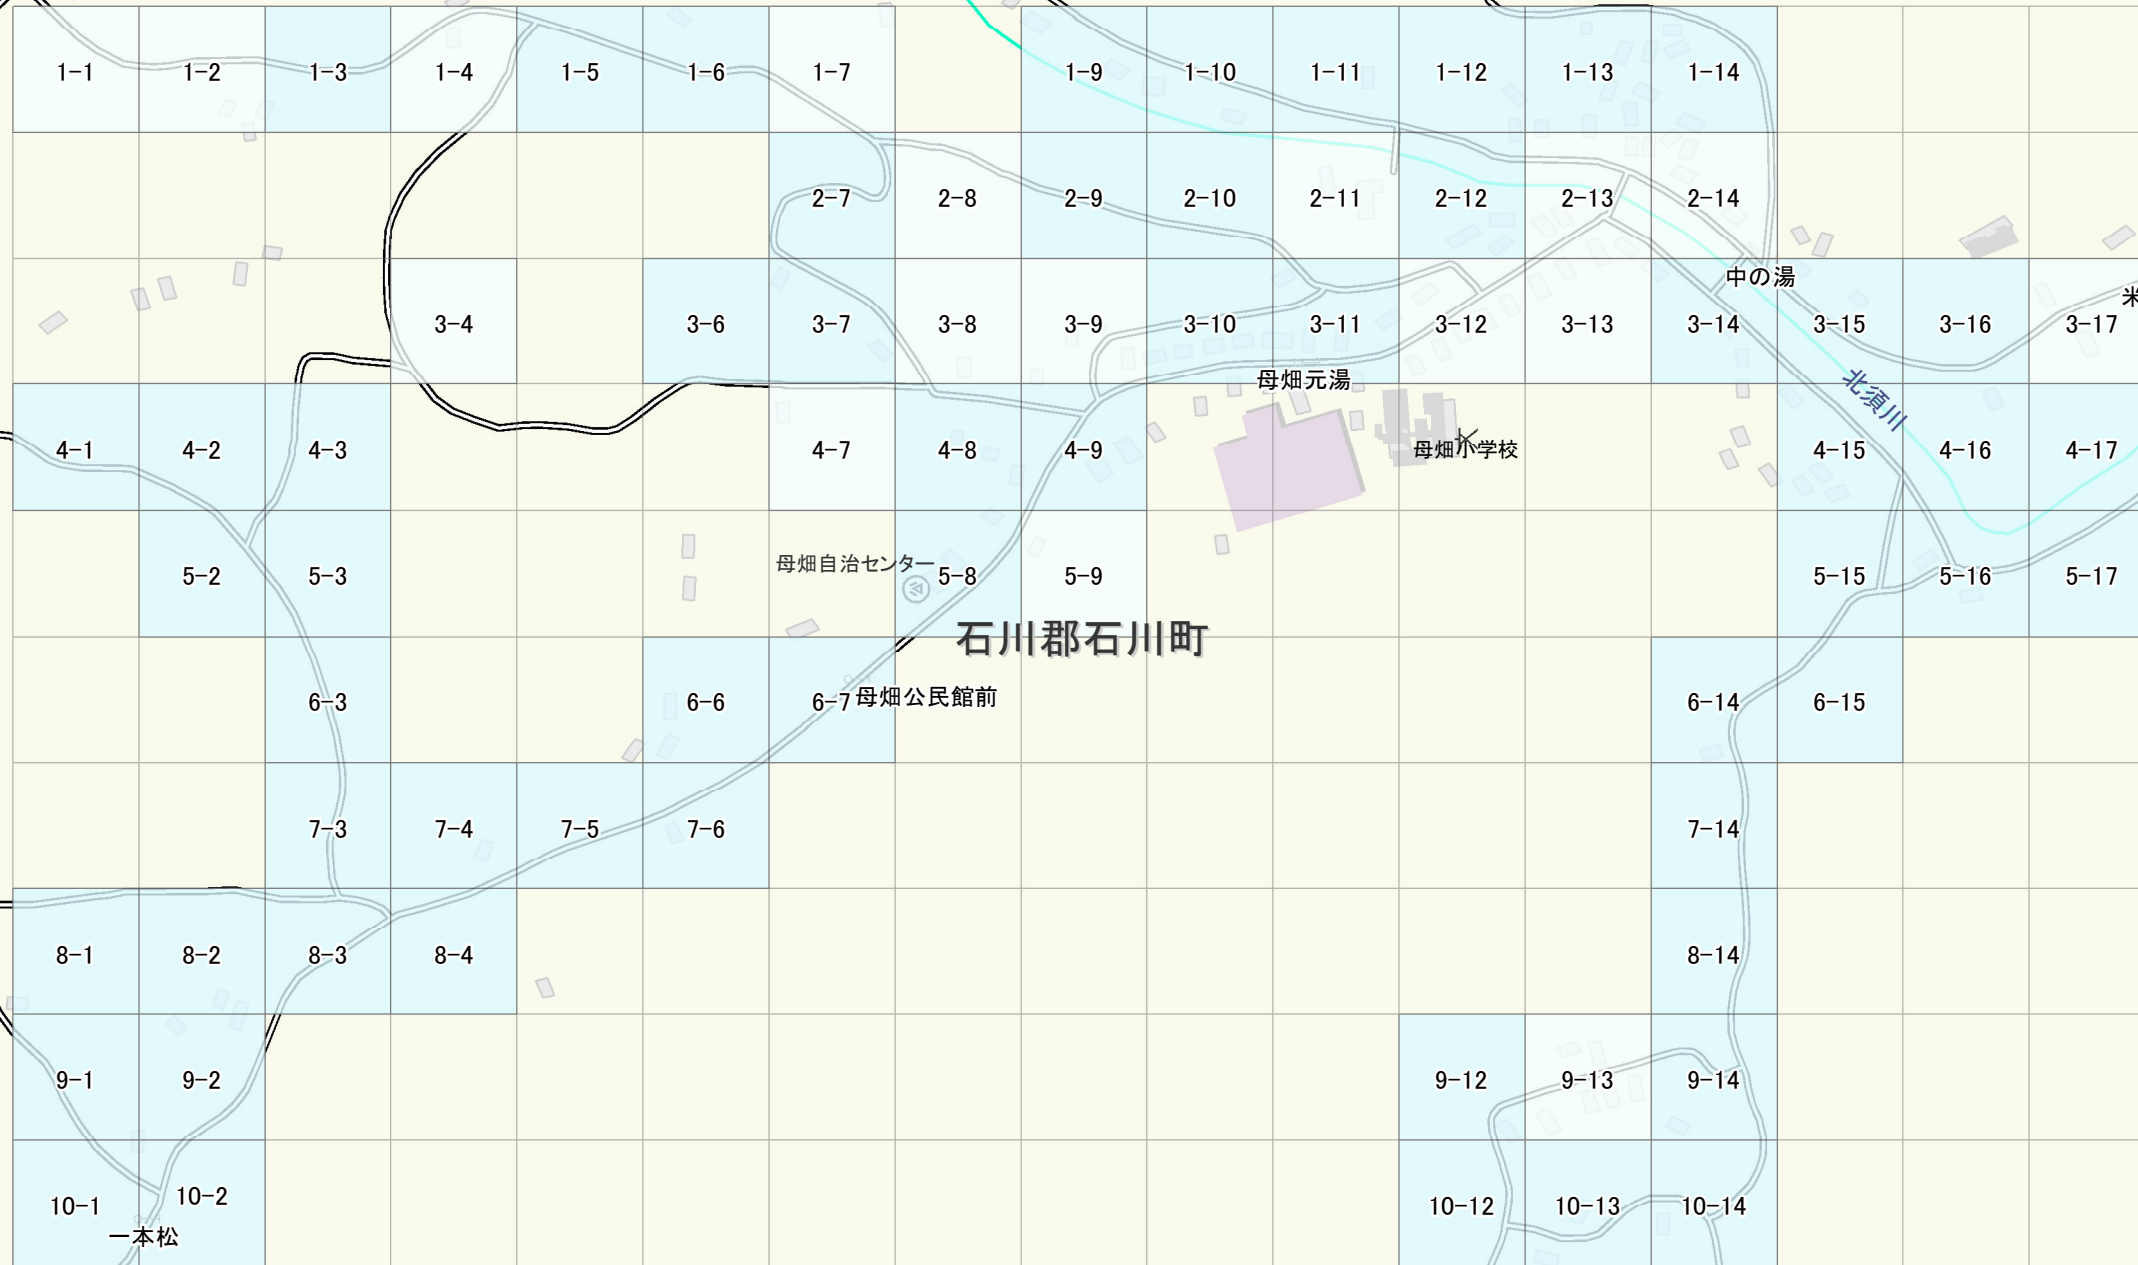 1-1 1-2 1-3 1-4 1-5 1-6 1-7 1-9 1-10 1-11 1-12 1-13 1-14
2-7 2-8 2-9 2-10 2-11 2-12 2-13 2-14
中の湯
米
3-4 3-6 3-7 3-8 3-9 3-10 3-11 3-12 3-13 3-14 3-15 3-16 3-17
母畑元湯
北須川
4-1 4-2 4-3 4-7 4-8 4-9 母畑小学校 4-15 4-16 4-17
母畑自治センター
5-2 5-3 5-8 5-9 5-15 5-16 5-17
石川郡石川町
6-3 6-6 6-7 母畑公民館前 6-14 6-15
7-3 7-4 7-5 7-6 7-14
8-1 8-2 8-3 8-4 8-14
9-1 9-2 9-12 9-13 9-14
10-1 10-2 10-12 10-13 10-14
一本松